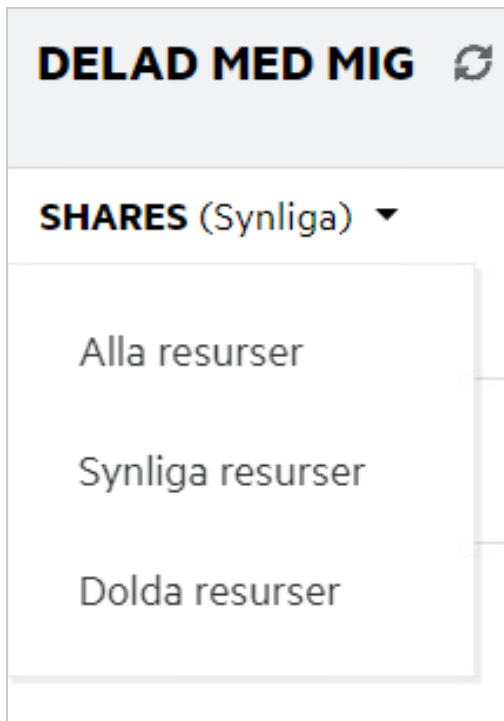 DELAD MED MIG
SHARES (Synliga)
Alla resurser
Synliga resurser
Dolda resurser